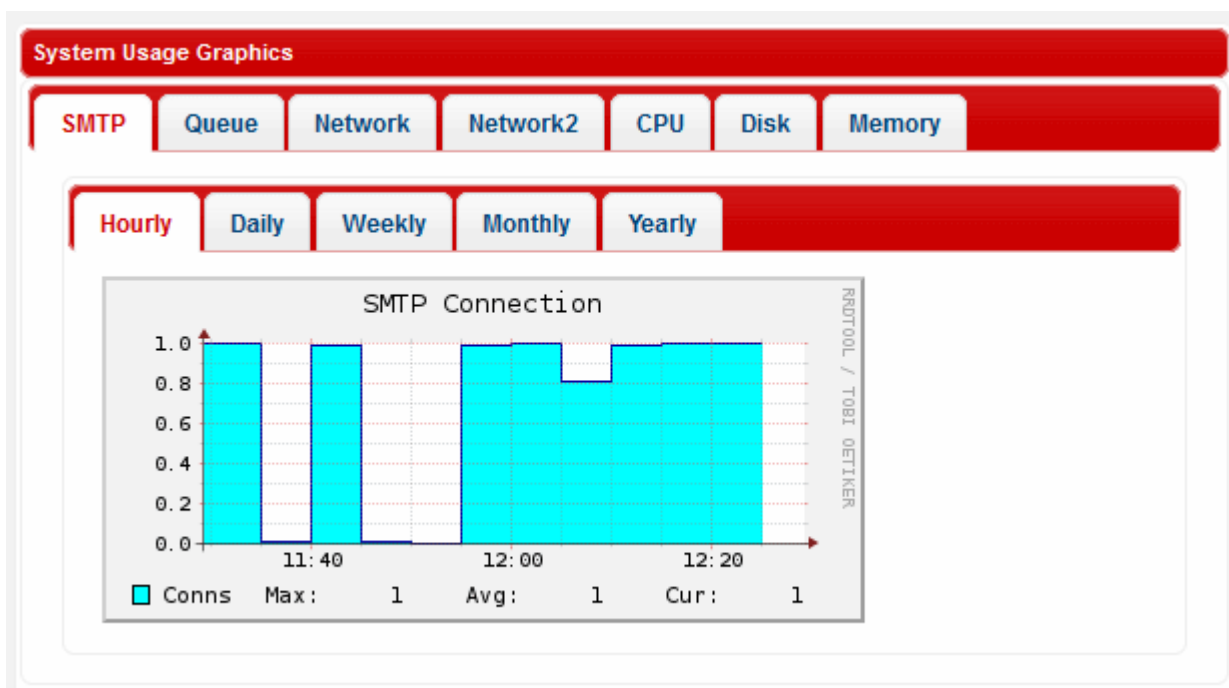 System Usage Graphics
SMTP Queue Network Network2 CPU Disk Memory
Hourly Daily Weekly Monthly Yearly
SMTP Connection
1.0
0.8
0.6
0.4
0.2
0.0
11:40 12:00 12:20
Conns Max: 1 Avg: 1 Cur: 1
RRDTOOL / TOBI OETIKER